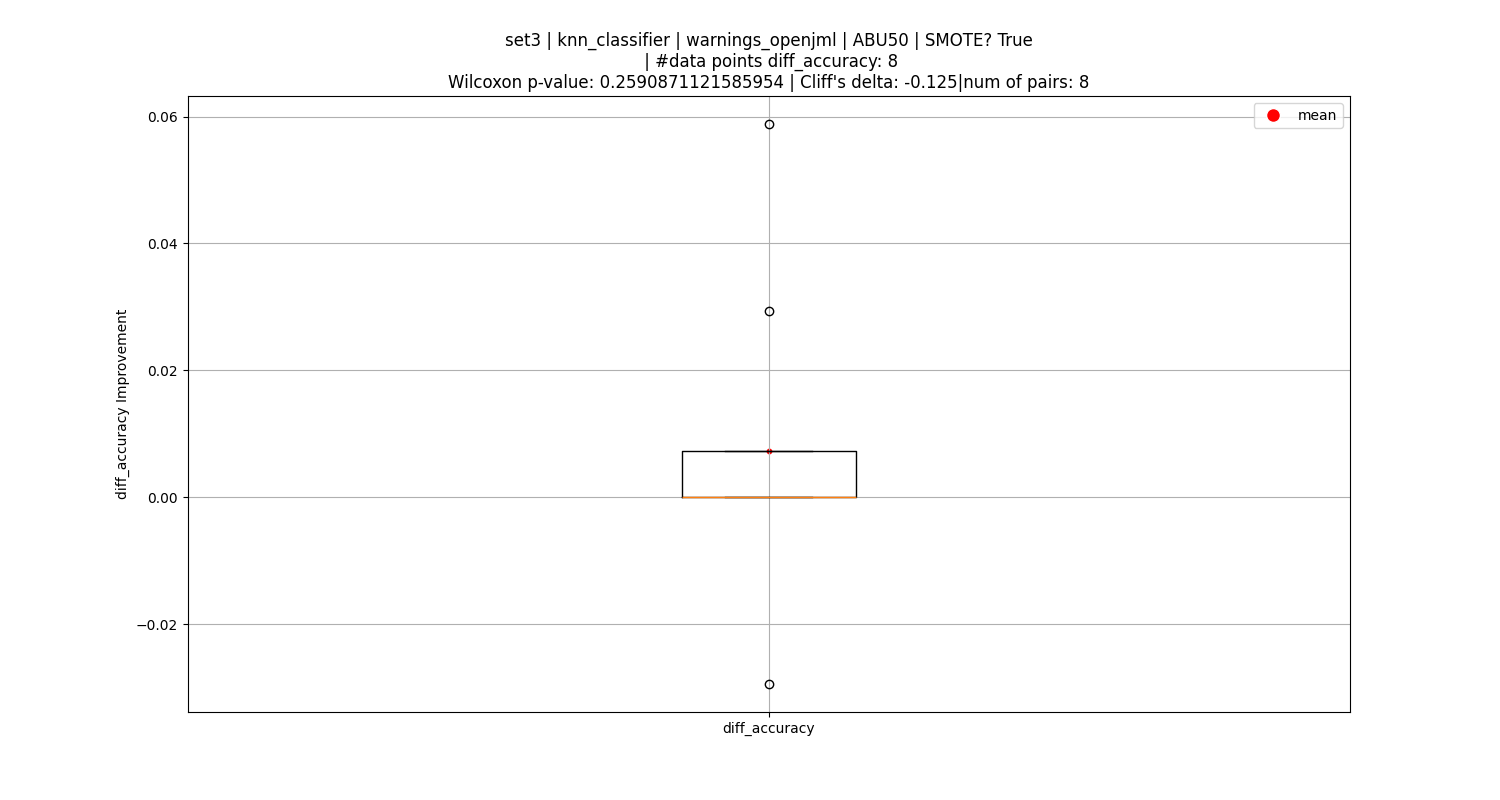 set3 | knn_classifier | warnings_openjml | ABU50 | SMOTE? True
| #data points diff_accuracy: 8
Wilcoxon p-value: 0.2590871121585954 | Cliff's delta: -0.125|num of pairs: 8
mean
0.06
0.04
0.02
0.00
−0.02
diff_accuracy Improvement
diff_accuracy